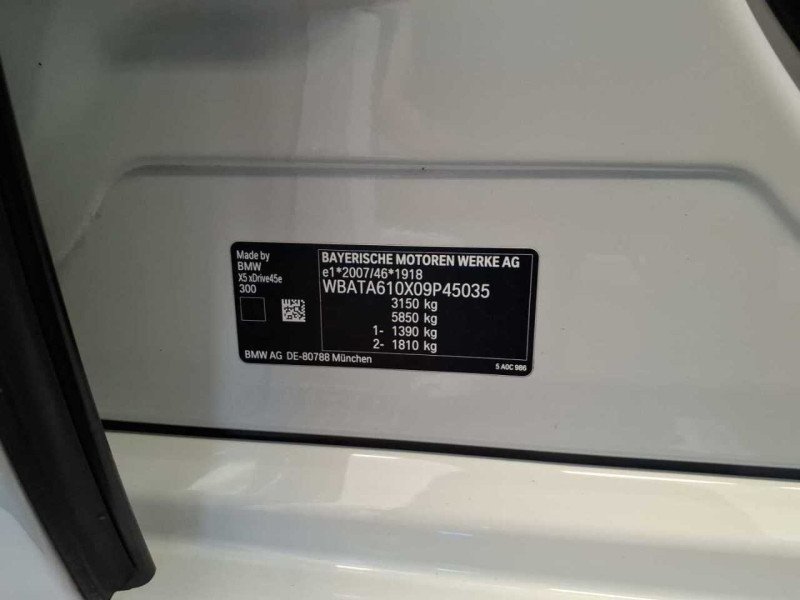 Made by
BMW
X5 xDrive45e
300
BAYERISCHE MOTOREN WERKE AG
e1*2007/46*1918
WBATA610X09P45035
3150 kg
5850 kg
1- 1390 kg
2- 1810 kg
BMW AG DE-80788 München
5 A0C 986